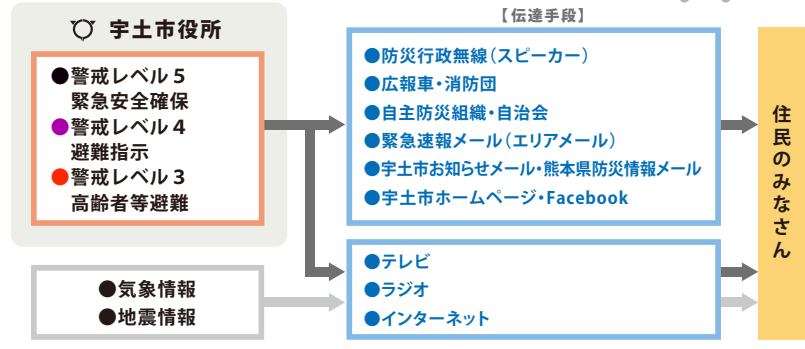 【伝達手段】
宇土市役所
●警戒レベル5
緊急安全確保
●警戒レベル4
避難指示
●警戒レベル3
高齢者等避難
●気象情報
●地震情報
●防災行政無線（スピーカー）
●広報車・消防団
●自主防災組織・自治会
●緊急速報メール（エリアメール）
●宇土市お知らせメール・熊本県防災情報メール
●宇土市ホームページ・Facebook
●テレビ
●ラジオ
●インターネット
住民のみなさん